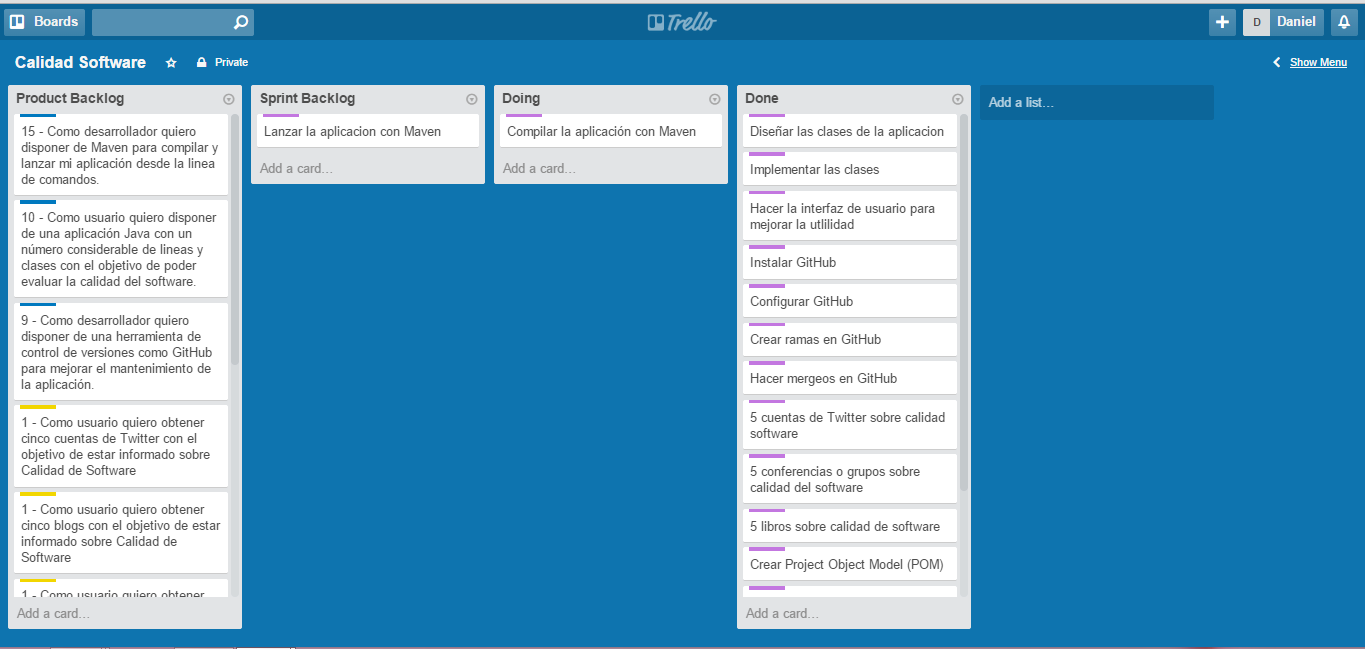 Boards
Trello
D
Daniel
Calidad Software
Private
Show Menu
Product Backlog
15 - Como desarrollador quiero
disponer de Maven para compilar y
lanzar mi aplicación desde la linea
de comandos.
10 - Como usuario quiero disponer
de una aplicación Java con un
número considerable de lineas y
clases con el objetivo de poder
evaluar la calidad del software.
9 - Como desarrollador quiero
disponer de una herramienta de
control de versiones como GitHub
para mejorar el mantenimiento de
la aplicación.
1 - Como usuario quiero obtener
cinco cuentas de Twitter con el
objetivo de estar informado sobre
Calidad de Software
1 - Como usuario quiero obtener
cinco blogs con el objetivo de estar
informado sobre Calidad de
Software
1 - Como usuario quiero obtener
Add a card...
Sprint Backlog
Lanzar la aplicacion con Maven
Add a card...
Doing
Compilar la aplicación con Maven
Add a card...
Done
Diseñar las clases de la aplicacion
Implementar las clases
Hacer la interfaz de usuario para
mejorar la utlilidad
Instalar GitHub
Configurar GitHub
Crear ramas en GitHub
Hacer mergeos en GitHub
5 cuentas de Twitter sobre calidad
software
5 conferencias o grupos sobre
calidad del software
5 libros sobre calidad de software
Crear Project Object Model (POM)
Add a card...
Add a list...